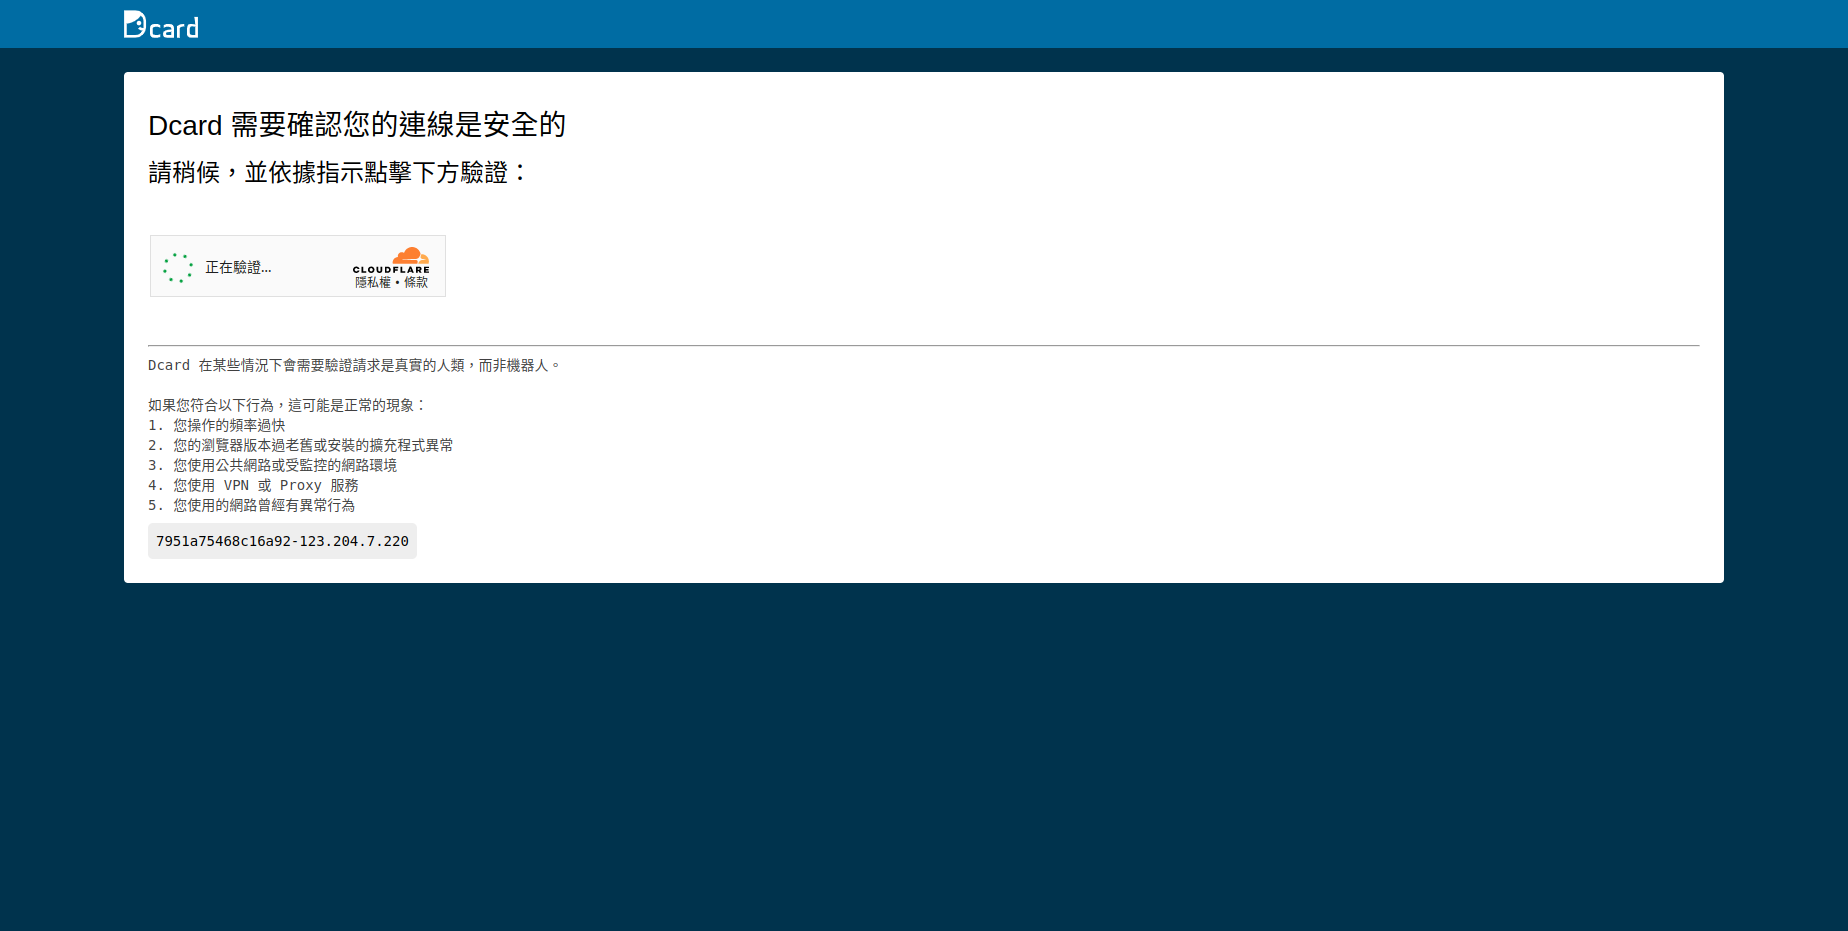 Dcard
Dcard 需要確認您的連線是安全的
請稍候，並依據指示點擊下方驗證：
正在驗證...
CLOUDFLARE
隱私權 • 條款
Dcard 在某些情況下會需要驗證請求是真實的人類，而非機器人。
如果您符合以下行為，這可能是正常的現象：
1. 您操作的頻率過快
2. 您的瀏覽器版本過老舊或安裝的擴充程式異常
3. 您使用公共網路或受監控的網路環境
4. 您使用 VPN 或 Proxy 服務
5. 您使用的網路曾經有異常行為
7951a75468c16a92-123.204.7.220